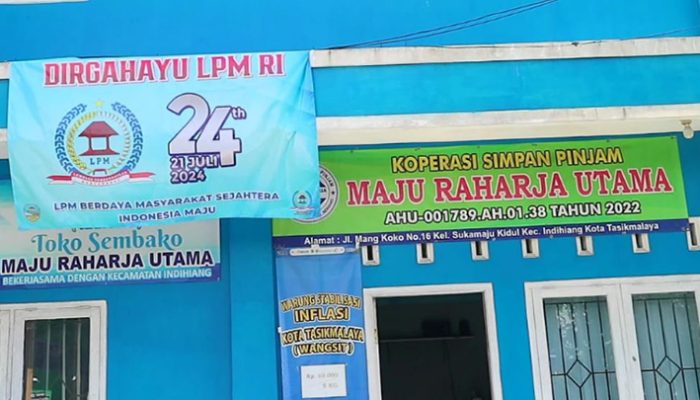 DIRGAHAYU LPM RI
LPM
24th
21 JULI
2024
LPM BERDAYA MASYARAKAT SEJAHTERA
INDONESIA MAJU
KOPERASI SIMPAN PINJAM
MAJU RAHARJA UTAMA
AHU-001789.AH.01.38 TAHUN 2022
Alamat : Jl. Mang Koko No.16 Kel. Sukamaju Kidul Kec. Indihiang Kota Tasikmalaya
Toko Sembako
MAJU RAHARJA UTAMA
BEKERJASAMA DENGAN KECAMATAN INDIHIANG
WARUNG STABILISASI
INFLASI
KOTA TASIKMALAYA
( WANGSIT )